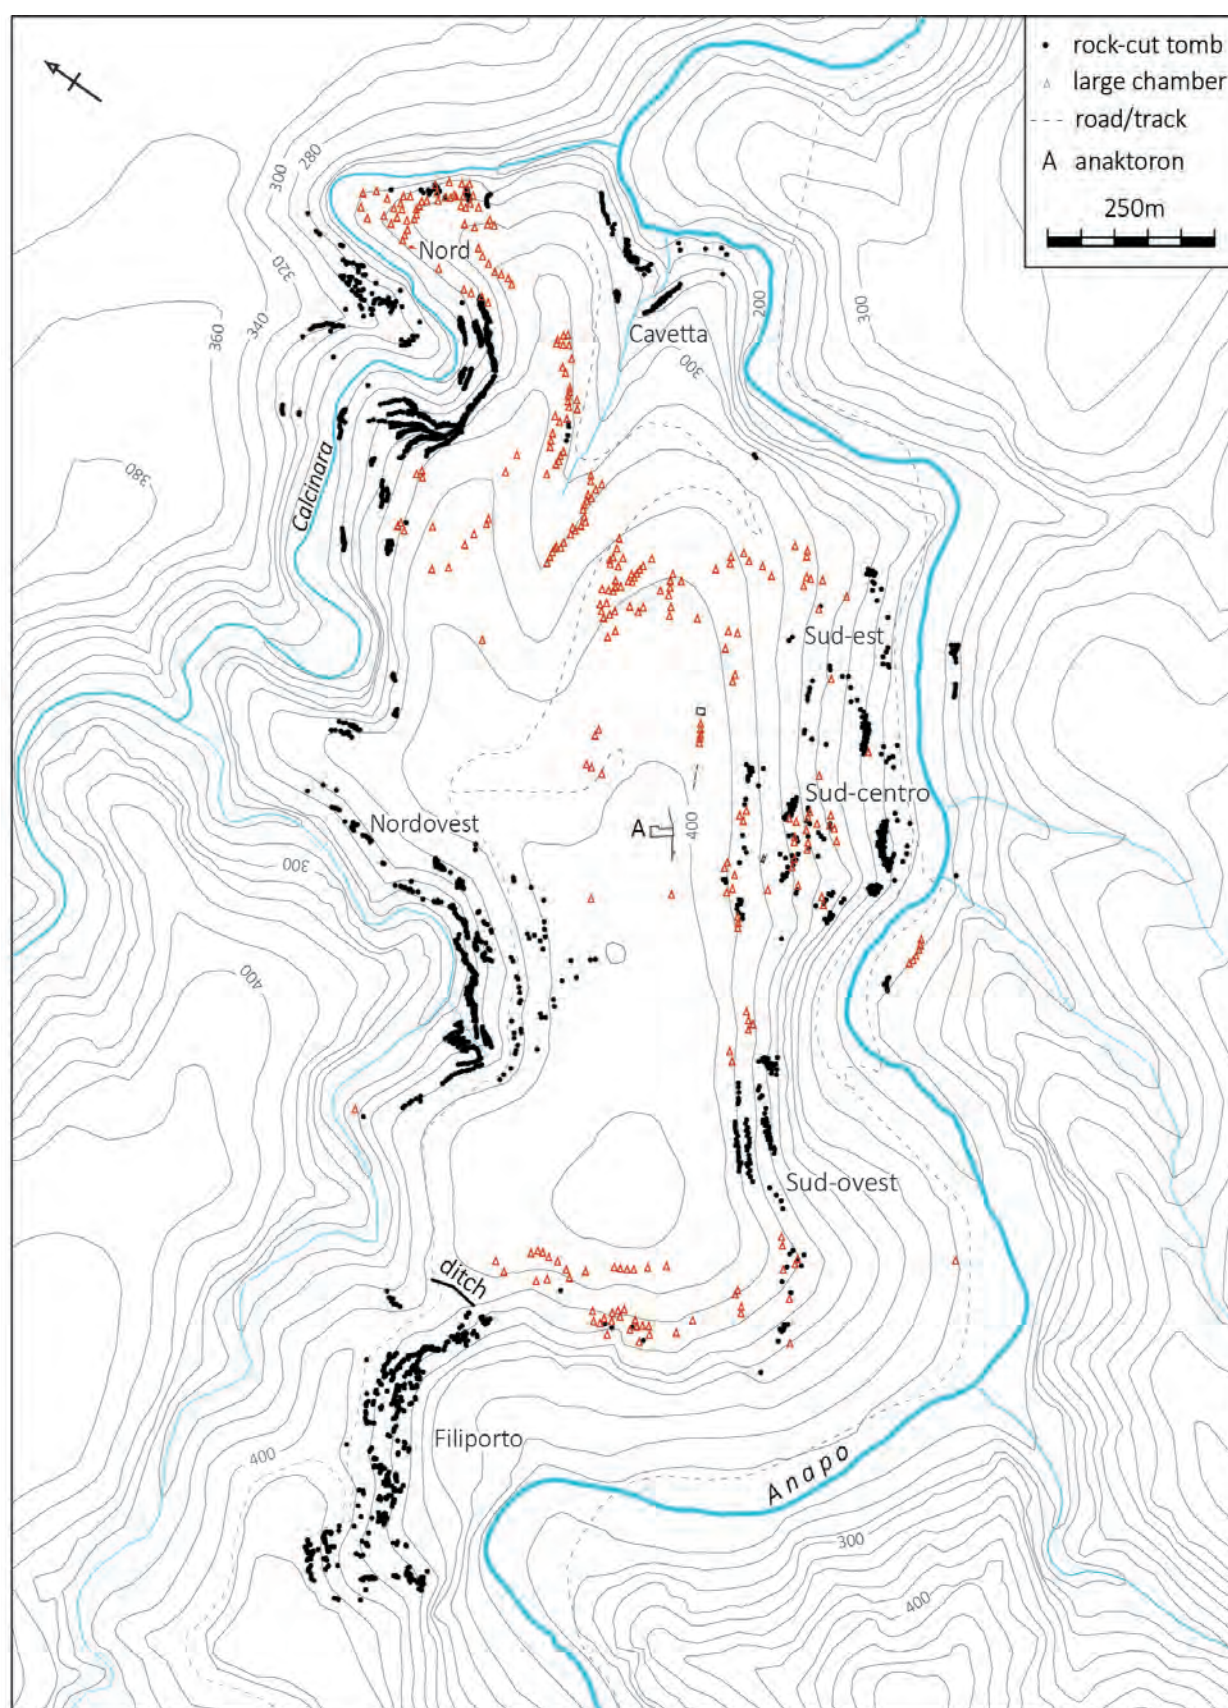 rock-cut tomb
large chamber
road/track
A anaktoron
250m
280
300
320
340
360
380
Nord
Cavetta
200
300
300
Calcinara
Sud-est
Sud-centro
Nordovest
A
400
300
400
Sud-ovest
ditch
Filiporto
400
Anapo
300
400